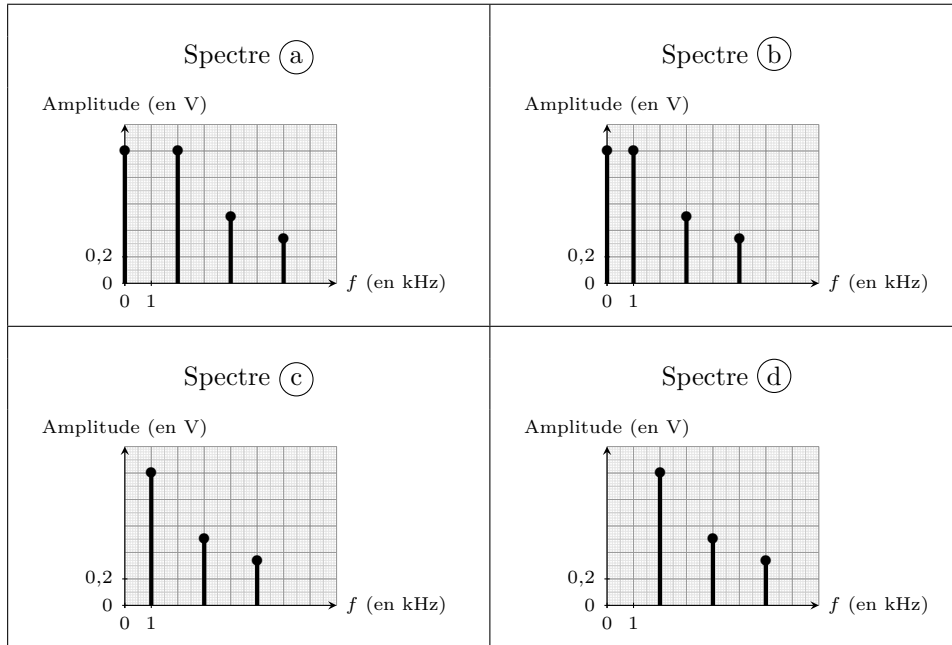 Spectre a
Amplitude (en V)
0,2
0
f (en kHz)
0 1
Spectre b
Amplitude (en V)
0,2
0
f (en kHz)
0 1
Spectre c
Amplitude (en V)
0,2
0
f (en kHz)
0 1
Spectre d
Amplitude (en V)
0,2
0
f (en kHz)
0 1